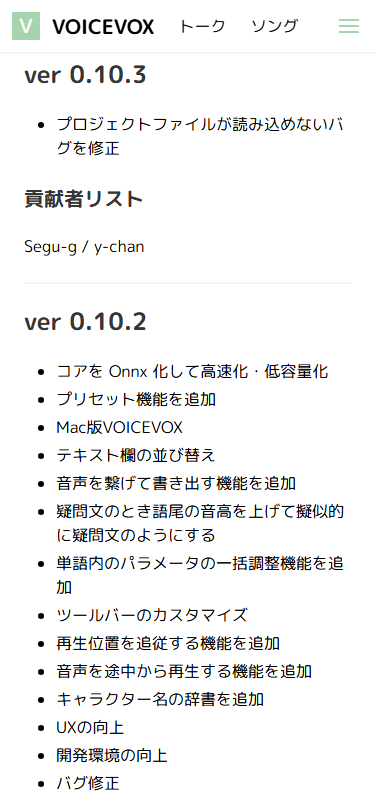 V VOICEVOX トーク ソング
ver 0.10.3
プロジェクトファイルが読み込めないバ
グを修正
貢献者リスト
Segu-g / y-chan
ver 0.10.2
コアを Onnx 化して高速化・低容量化
プリセット機能を追加
Mac版VOICEVOX
テキスト欄の並び替え
音声を繋げて書き出す機能を追加
疑問文のとき語尾の音高を上げて擬似的
に疑問文のようにする
単語内のパラメータの一括調整機能を追
加
ツールバーのカスタマイズ
再生位置を追従する機能を追加
音声を途中から再生する機能を追加
キャラクター名の辞書を追加
UXの向上
開発環境の向上
バグ修正